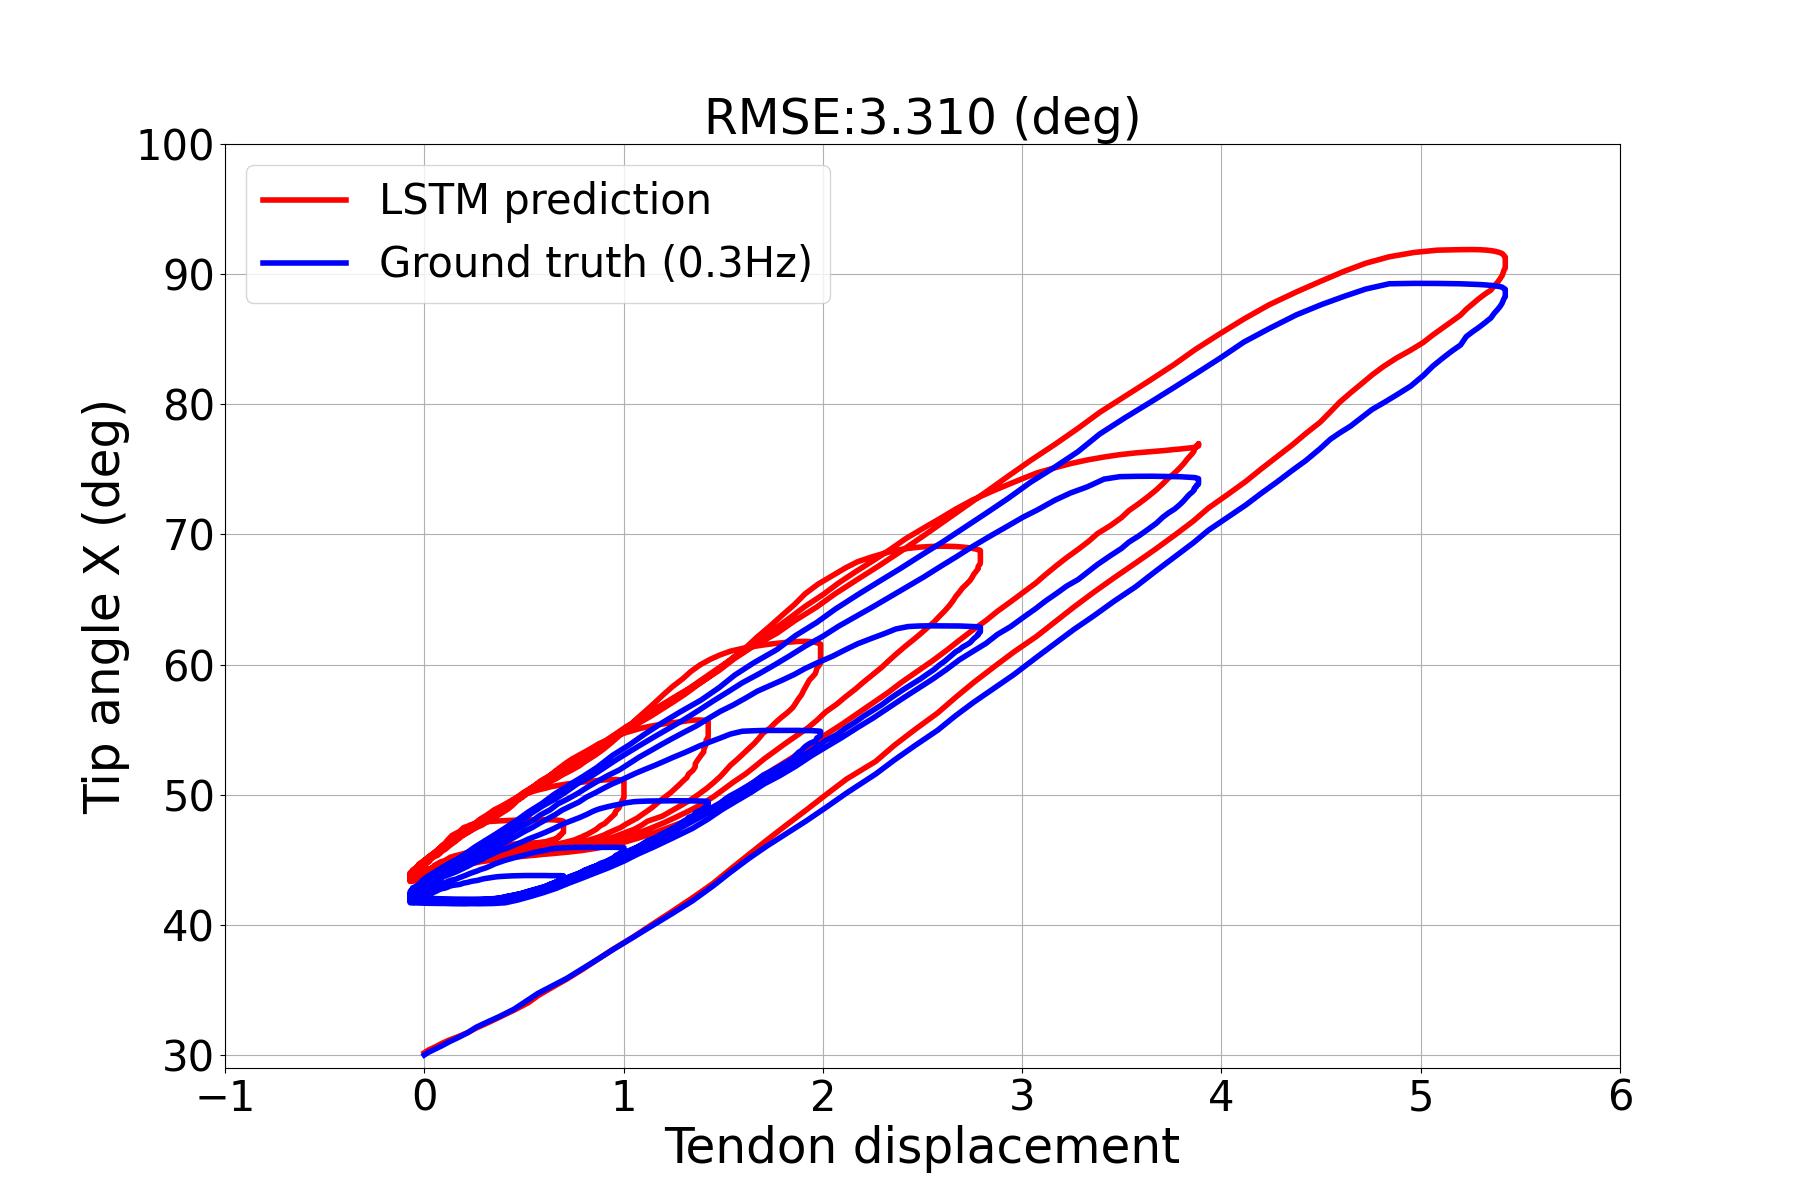 RMSE:3.310 (deg)
LSTM prediction
Ground truth (0.3Hz)
Tip angle X (deg)
100
90
80
70
60
50
40
30
−1 0 1 2 3 4 5 6
Tendon displacement